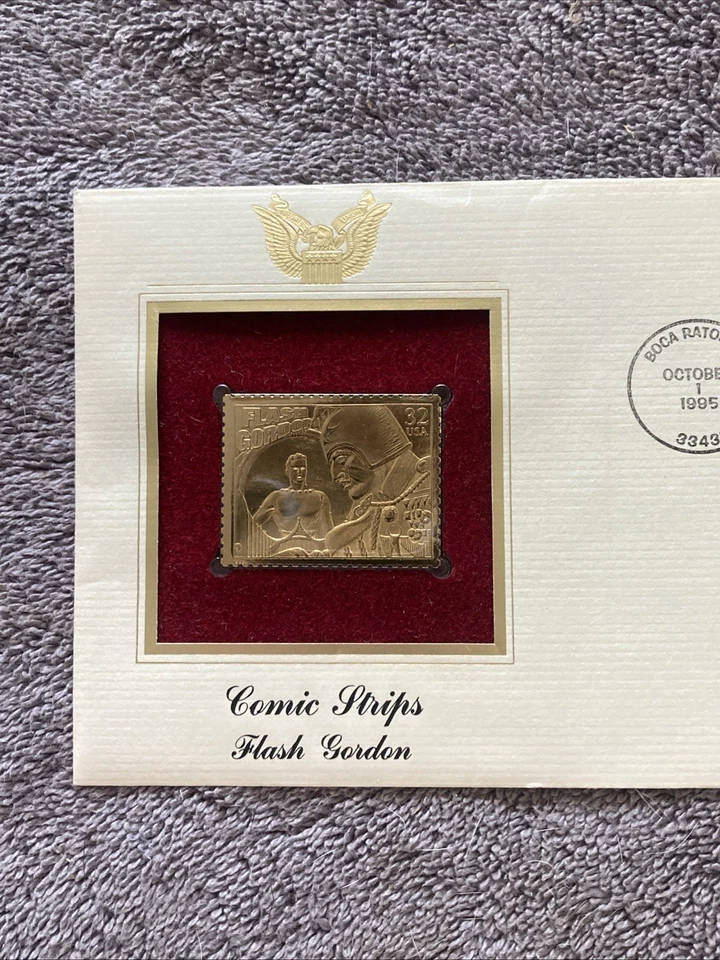 FLASH
GORDON
32
USA
BOCA RATO
OCTOBE
1
1995
3343
Comic Strips
Flash Gordon